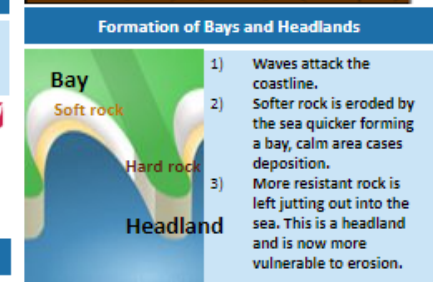 Formation of Bays and Headlands
Bay
Soft rock
Hard rock
Headland
1) Waves attack the
coastline.
2) Softer rock is eroded by
the sea quicker forming
a bay, calm area cases
deposition.
3) More resistant rock is
left jutting out into the
sea. This is a headland
and is now more
vulnerable to erosion.